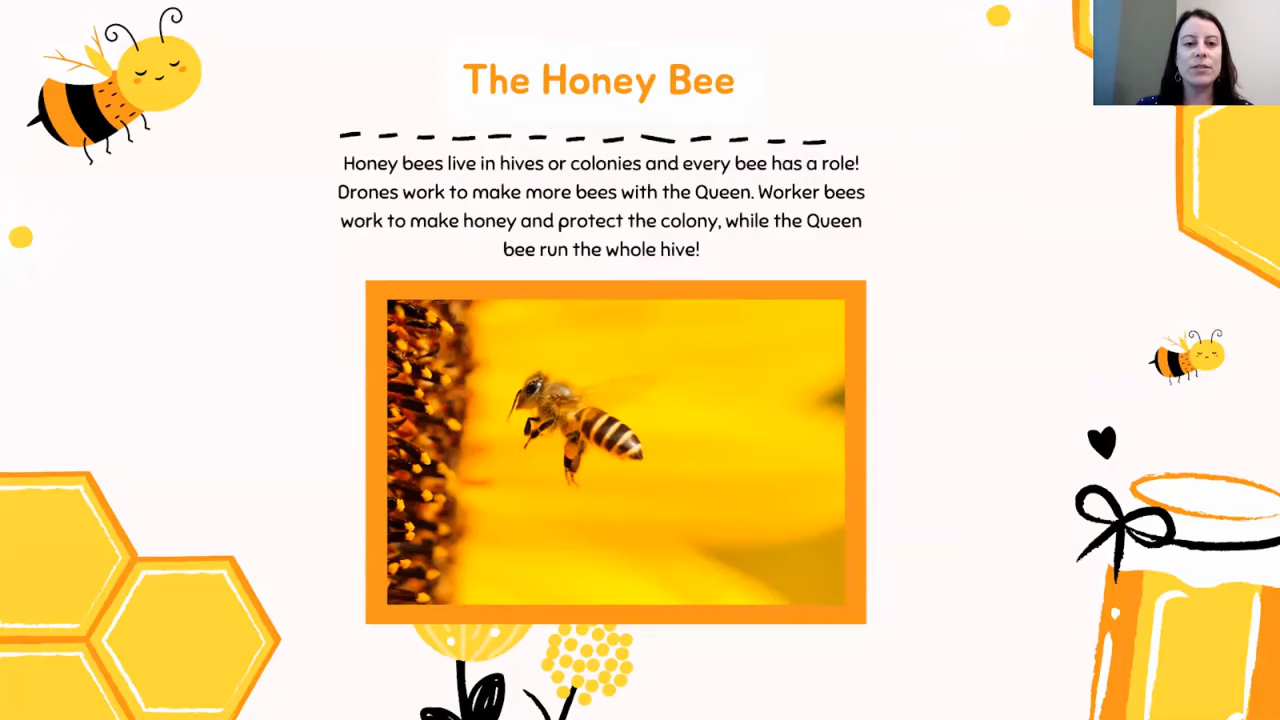 The Honey Bee
Honey bees live in hives or colonies and every bee has a role!
Drones work to make more bees with the Queen. Worker bees
work to make honey and protect the colony, while the Queen
bee run the whole hive!